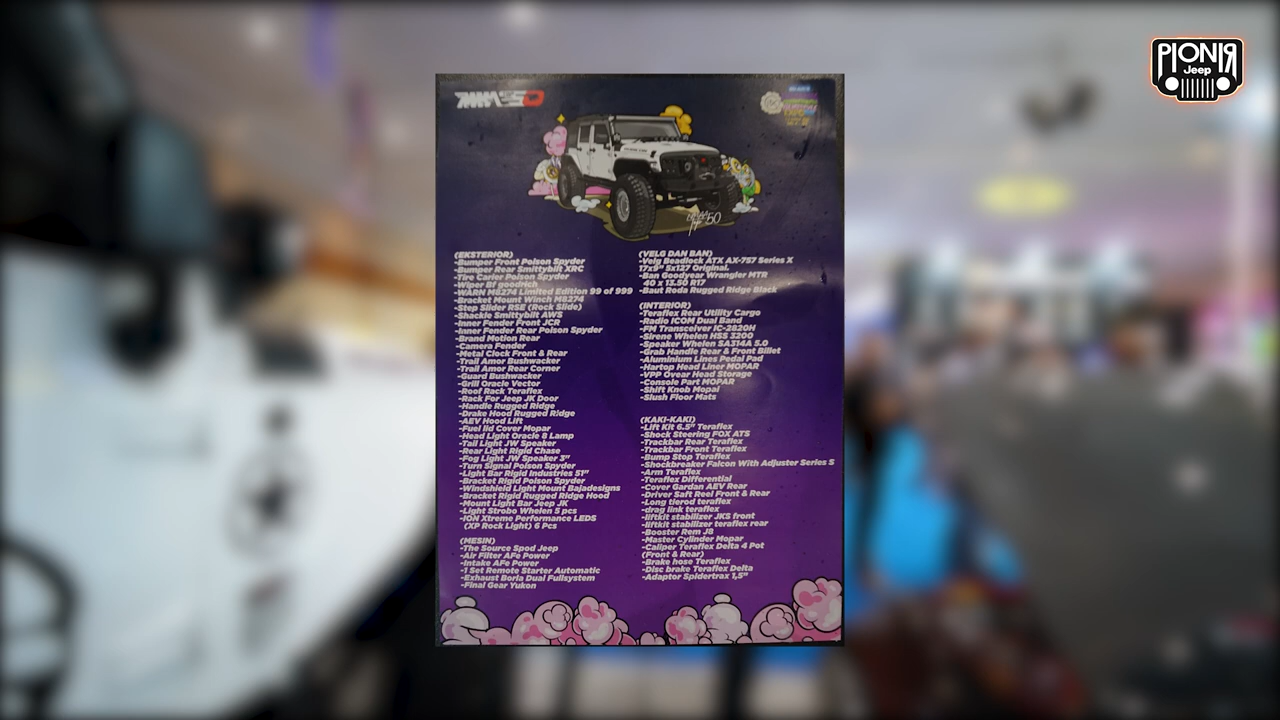 PIONIR
Jeep
(EKSTERIOR)
-Bumper Front Poison Spyder
-Bumper Rear Smittybilt XRC
-Tire Carier Poison Spyder
-Wiper Bf goodrich
-WARN M8274 Limited Edition 99 of 999
-Bracket Mount Winch M8274
-Step Slider RSE (Rock Slide)
-Shackle Smittybilt AWS
-Inner Fender Front JCR
-Inner Fender Rear Poison Spyder
-Brand Motion Rear
-Camera Fender
-Metal Clock Front & Rear
-Trail Amor Bushwacker
-Trail Amor Rear Corner
-Guard Bushwacker
-Grill Oracle Vector
-Roof Rack Teraflex
-Rack For Jeep JK Door
-Handle Rugged Ridge
-Drake Hood Rugged Ridge
-AEV Hood Lift
-Fuel lid Cover Mopar
-Head Light Oracle 8 Lamp
-Tail Light JW Speaker
-Rear Light Rigid Chase
-Fog Light JW Speaker 3"
-Turn Signal Poison Spyder
-Light Bar Rigid Industries 51"
-Bracket Rigid Poison Spyder
-Windshield Light Mount Bajadesigns
-Bracket Rigid Rugged Ridge Hood
-Mount Light Bar Jeep JK
-Light Strobo Whelen 5 pcs
-ION Xtreme Performance LEDS
(XP Rock Light) 6 Pcs
(MESIN)
-The Source Spod Jeep
-Air Filter AFe Power
-Intake AFe Power
-1 Set Remote Starter Automatic
-Exhaust Borla Dual Fullsystem
-Final Gear Yukon
(VELG DAN BAN)
-Velg Beadlock ATX AX-757 Series X
17x9" 5x127 Original.
-Ban Goodyear Wrangler MTR
40 x 13.50 R17
-Baut Roda Rugged Ridge Black
(INTERIOR)
-Teraflex Rear Utility Cargo
-Radio ICOM Dual Band
-FM Transceiver IC-2820H
-Sirene Whelen HSS 3200
-Speaker Whelen SA314A 5.0
-Grab Handle Rear & Front Billet
-Aluminium Lines Pedal Pad
-Hartop Head Liner MOPAR
-VPP Ovear Head Storage
-Console Part MOPAR
-Shift Knob Mopal
-Slush Floor Mats
(KAKI-KAKI)
-Lift Kit 6.5" Teraflex
-Shock Steering FOX ATS
-Trackbar Rear Teraflex
-Trackbar Front Teraflex
-Bump Stop Teraflex
-Shockbreaker Falcon With Adjuster Series S
-Arm Teraflex
-Teraflex Differential
-Cover Gardan AEV Rear
-Driver Saft Reel Front & Rear
-Long tierod teraflex
-drag link teraflex
-liftkit stabilizer JKS front
-liftkit stabilizer teraflex rear
-Booster Rem J8
-Master Cylinder Mopar
-Caliper Teraflex Delta 4 Pot
(Front & Rear)
-Brake hose Teraflex
-Disc brake Teraflex Delta
-Adaptor Spidertrax 1,5"